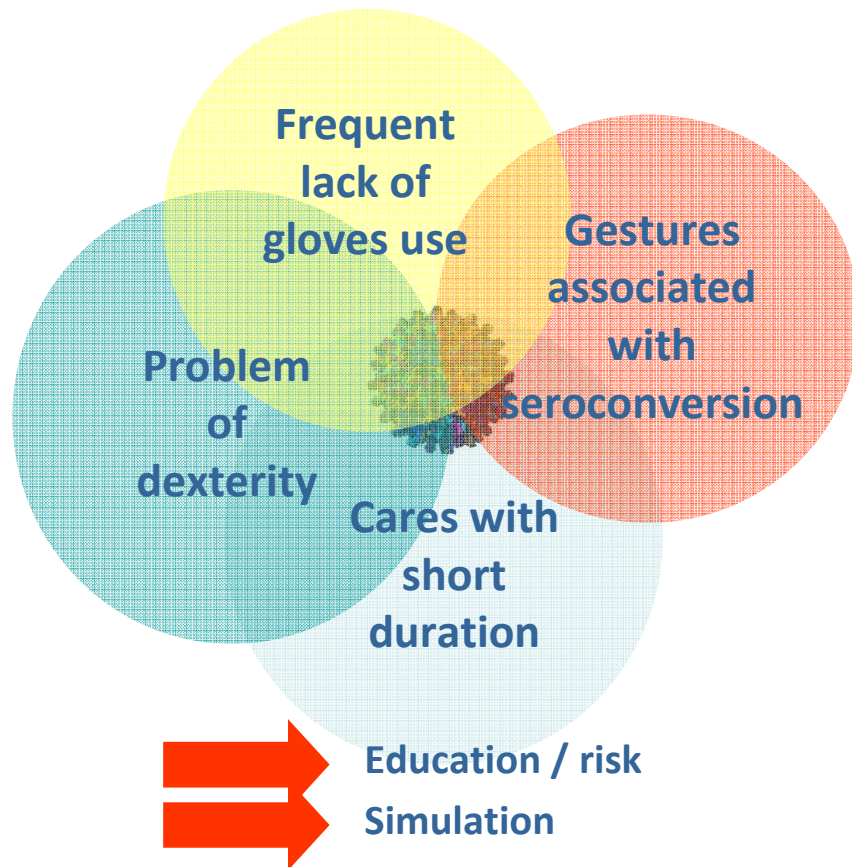 Frequent
lack of
gloves use
Gestures
associated
with
seroconversion
Problem
of
dexterity
Cares with
short
duration
Education / risk
Simulation